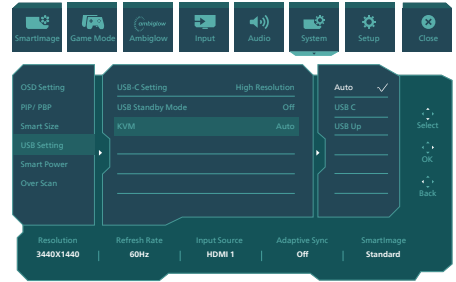 ambiglow
SmartImage Game Mode Ambiglow Input Audio System Setup Close
OSD Setting USB-C Setting High Resolution Auto
PIP/ PBP USB Standby Mode Off USB C
Smart Size KVM Auto USB Up Select
USB Setting
OK
Smart Power
Over Scan
Back
Resolution Refresh Rate Input Source Adaptive Sync SmartImage
3440X1440 | 60Hz | HDMI 1 | Off | Standard